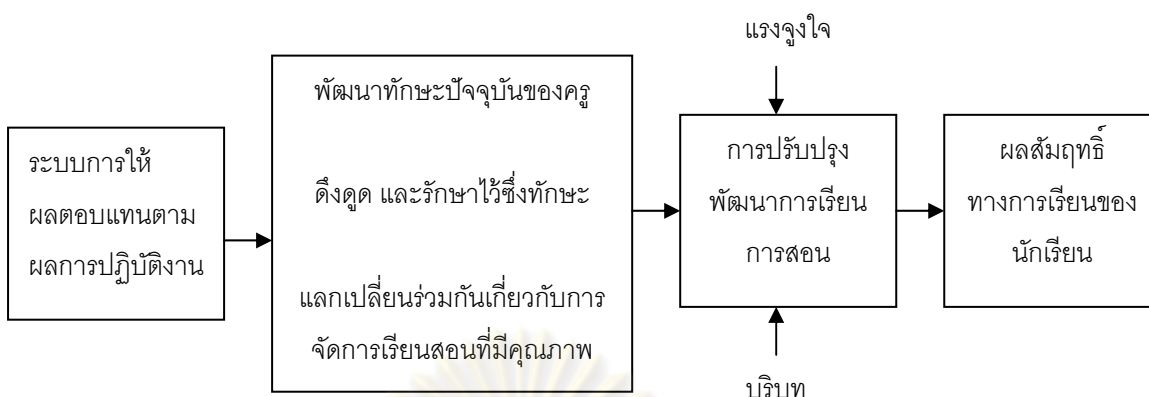 แรงจูงใจ
ระบบการให้
ผลตอบแทนตาม
ผลการปฏิบัติงาน
พัฒนาทักษะปัจจุบันของครู
ดึงดูด และรักษาไว้ซึ่งทักษะ
แลกเปลี่ยนร่วมกันเกี่ยวกับการ
จัดการเรียนสอนที่มีคุณภาพ
การปรับปรุง
พัฒนาการเรียน
การสอน
ผลสัมฤทธิ์
ทางการเรียนของ
นักเรียน
บริบท